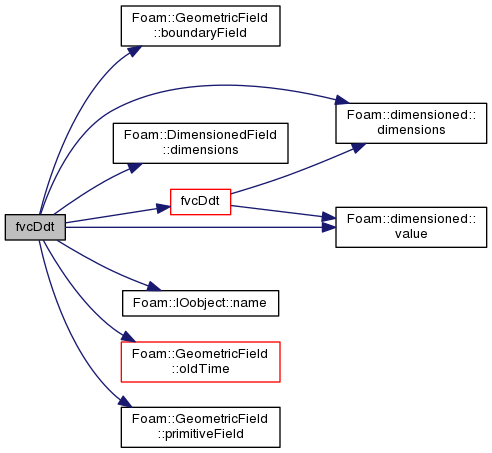 Foam::GeometricField
::boundaryField
Foam::dimensioned::
dimensions
Foam::DimensionedField
::dimensions
fvcDdt
fvcDdt
Foam::dimensioned::
value
Foam::IOobject::name
Foam::GeometricField
::oldTime
Foam::GeometricField
::primitiveField